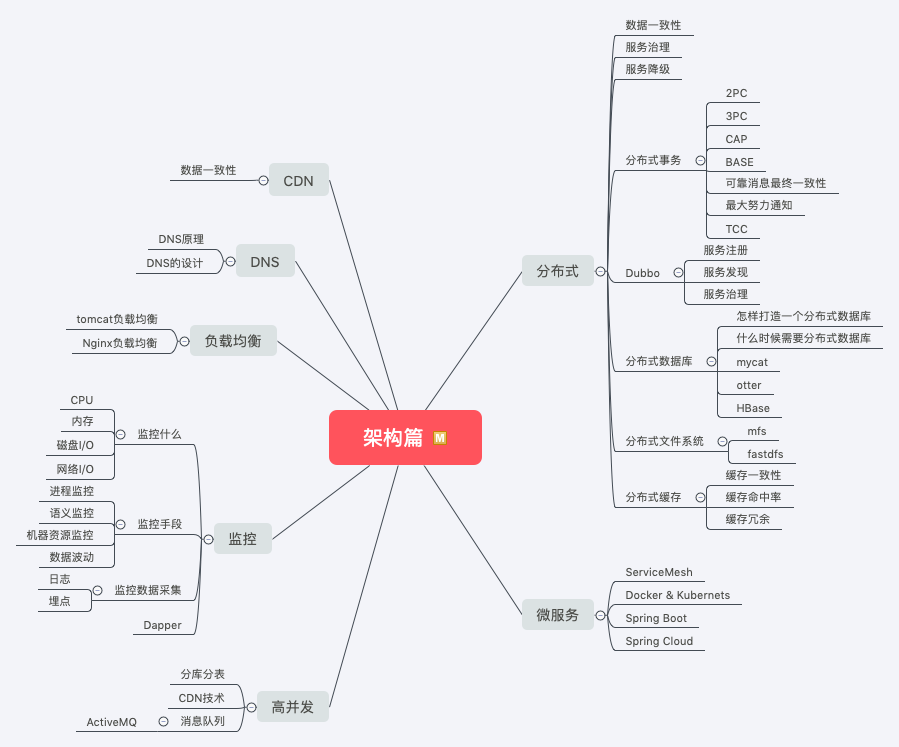 架构篇
M
分布式
数据一致性
服务治理
服务降级
分布式事务
2PC
3PC
CAP
BASE
可靠消息最终一致性
最大努力通知
TCC
Dubbo
服务注册
服务发现
服务治理
分布式数据库
怎样打造一个分布式数据库
什么时候需要分布式数据库
mycat
otter
HBase
分布式文件系统
mfs
fastdfs
分布式缓存
缓存一致性
缓存命中率
缓存冗余
微服务
ServiceMesh
Docker & Kubernets
Spring Boot
Spring Cloud
CDN
数据一致性
DNS
DNS原理
DNS的设计
负载均衡
tomcat负载均衡
Nginx负载均衡
监控
监控什么
CPU
内存
磁盘I/O
网络I/O
监控手段
进程监控
语义监控
机器资源监控
数据波动
监控数据采集
日志
埋点
Dapper
高并发
分库分表
CDN技术
消息队列
ActiveMQ